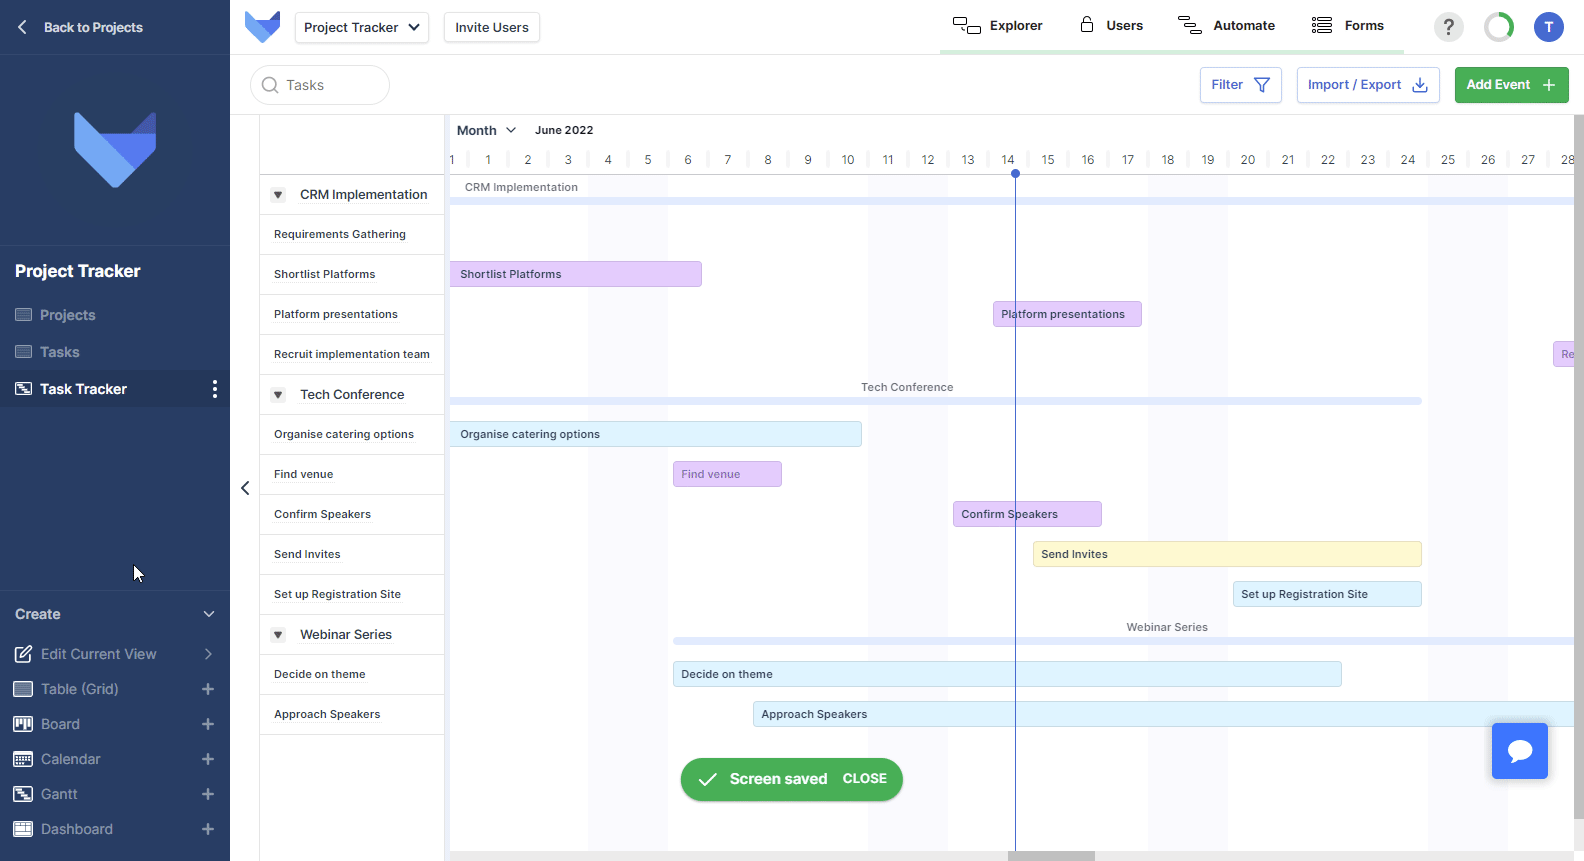 Back to Projects
Project Tracker
Invite Users
Explorer
Users
Automate
Forms
?
T
Tasks
Filter
Import / Export
Add Event +
Project Tracker
Projects
Tasks
Task Tracker
Create
Edit Current View
Table (Grid) +
Board +
Calendar +
Gantt +
Dashboard +
Month
June 2022
1 1 2 3 4 5 6 7 8 9 10 11 12 13 14 15 16 17 18 19 20 21 22 23 24 25 26 27 28
CRM Implementation
CRM Implementation
Requirements Gathering
Shortlist Platforms
Shortlist Platforms
Platform presentations
Platform presentations
Recruit implementation team
Re
Tech Conference
Tech Conference
Organise catering options
Organise catering options
Find venue
Find venue
Confirm Speakers
Confirm Speakers
Send Invites
Send Invites
Set up Registration Site
Set up Registration Site
Webinar Series
Webinar Series
Decide on theme
Decide on theme
Approach Speakers
Approach Speakers
Screen saved CLOSE